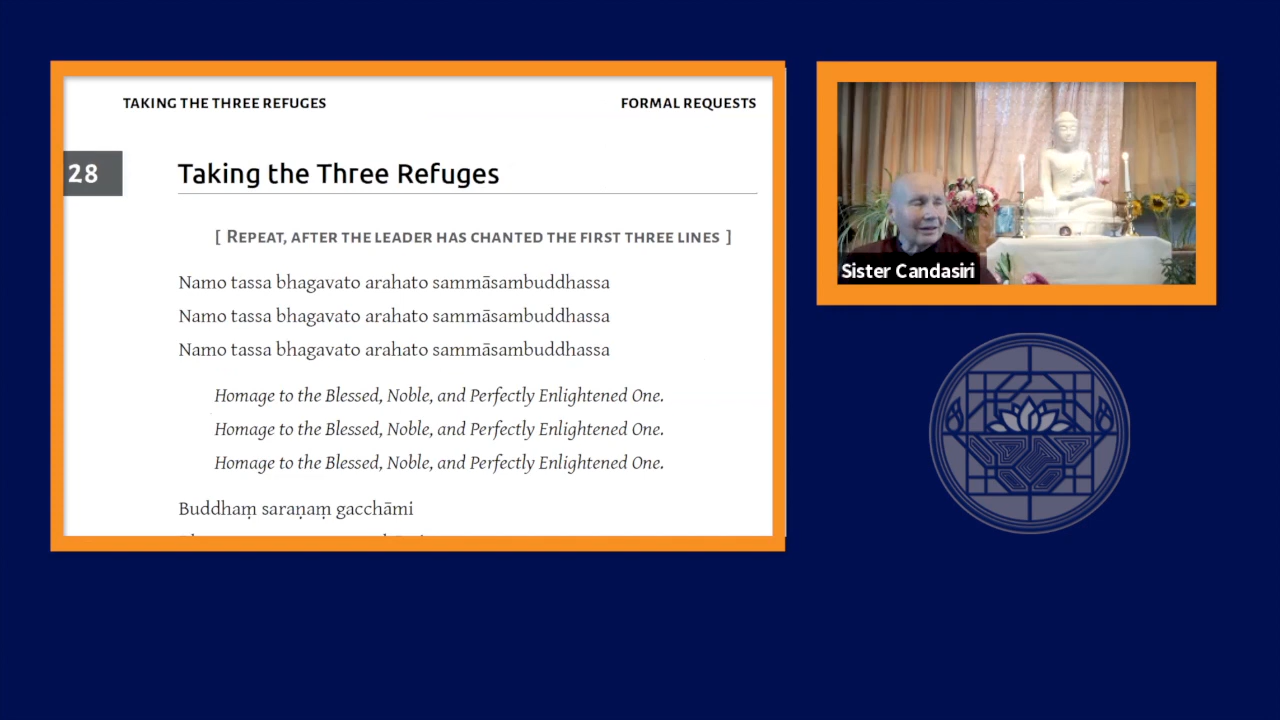 TAKING THE THREE REFUGES FORMAL REQUESTS
28 Taking the Three Refuges
[ REPEAT, AFTER THE LEADER HAS CHANTED THE FIRST THREE LINES ]
Namo tassa bhagavato arahato sammāsambuddhassa
Namo tassa bhagavato arahato sammāsambuddhassa
Namo tassa bhagavato arahato sammāsambuddhassa
Homage to the Blessed, Noble, and Perfectly Enlightened One.
Homage to the Blessed, Noble, and Perfectly Enlightened One.
Homage to the Blessed, Noble, and Perfectly Enlightened One.
Buddhaṃ saraṇaṃ gacchāmi
Sister Candasiri